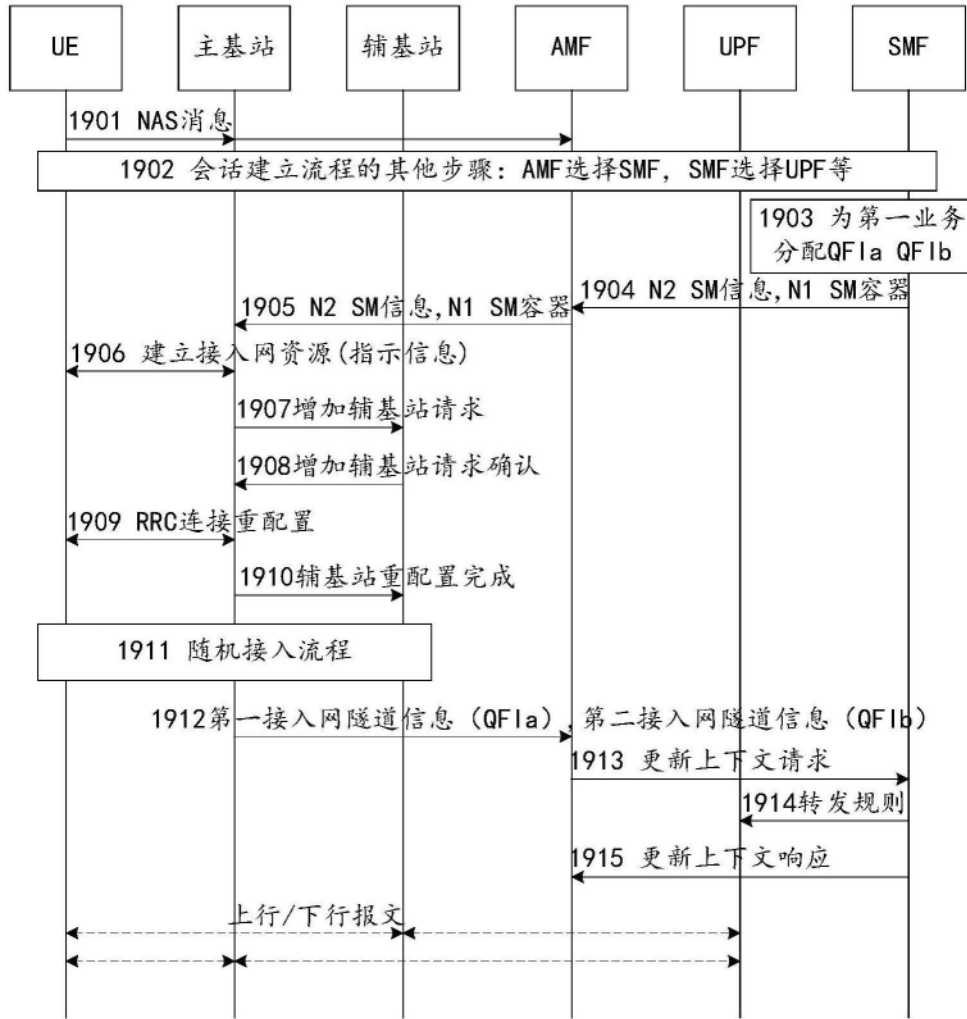 UE
主基站
辅基站
AMF
UPF
SMF
1901 NAS消息
1902 会话建立流程的其他步骤: AMF选择SMF, SMF选择UPF等
1903 为第一业务
分配QFIa QFIb
1904 N2 SM信息,N1 SM容器
1905 N2 SM信息,N1 SM容器
1906 建立接入网资源(指示信息)
1907增加辅基站请求
1908增加辅基站请求确认
1909 RRC连接重配置
1910辅基站重配置完成
1911 随机接入流程
1912第一接入网隧道信息 (QFIa),第二接入网隧道信息 (QFIb)
1913 更新上下文请求
1914转发规则
1915 更新上下文响应
上行/下行报文